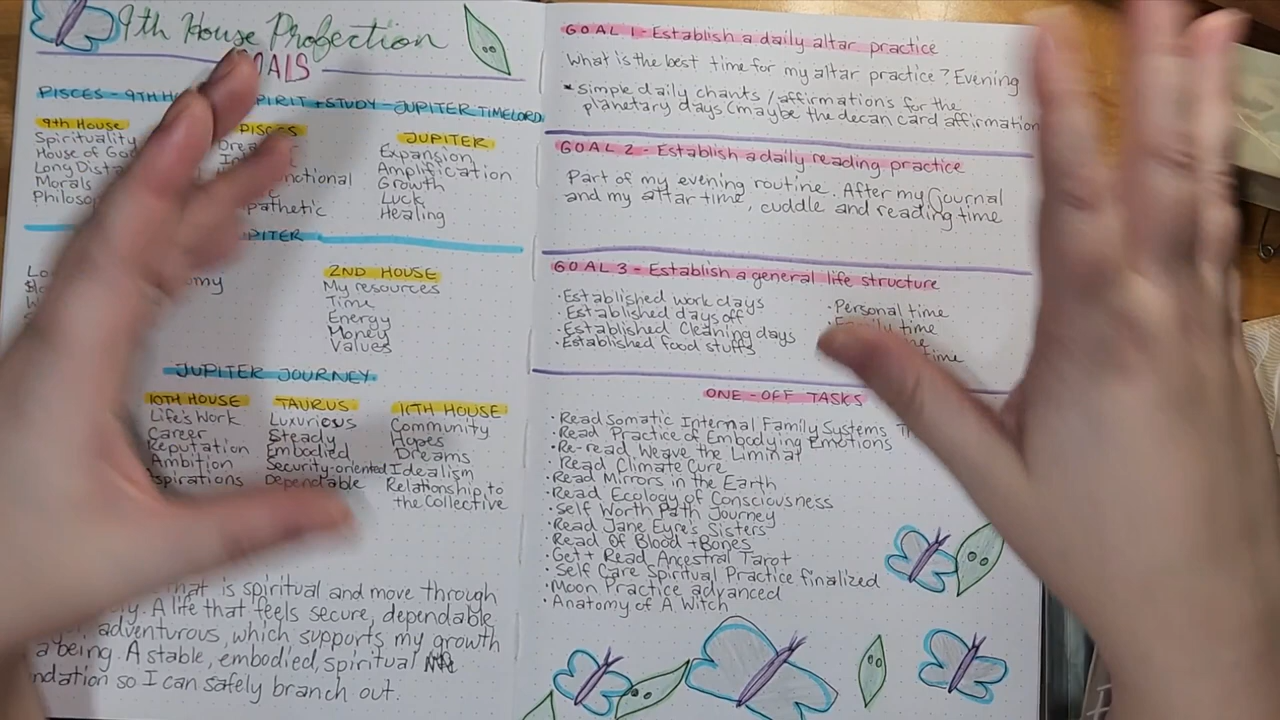 9th House Profection
GOALS
PISCES - 9TH H SPIRIT + STUDY - JUPITER TIMELORD
9th House
Spirituality
House of God
Long Dista
Morals
Philosop
PISCES
Drea
pathetic
JUPITER
Expansion
Amplification
Growth
Luck
Healing
2ND HOUSE
My resources
Time
Energy
Money
Values
JUPITER JOURNEY
10TH HOUSE
Life's Work
Career
Reputation
Ambition
spirations
TAURUS
Luxurious
Steady
Embodied
Security-oriented
Dependable
11TH HOUSE
Community
Hopes
Dreams
Idealism
Relationship to
the Collective
that is spiritual and move through
. A life that feels secure, dependable
adventurous, which supports my growth
a being. A stable, embodied, spiritual
ndation so I can safely branch out.
GOAL 1 - Establish a daily altar practice
What is the best time for my altar practice? Evening
*simple daily chants / affirmations for the
planetary days (maybe the decan card affirmation
GOAL 2 - Establish a daily reading practice
Part of my evening routine. After my journal
and my altar time, cuddle and reading time
GOAL 3 - Establish a general life structure
· Established work days
· Established days off
· Established Cleaning days
· Established food stuffs
· Personal time
· Family time
time
ONE-OFF TASKS
· Read Somatic Internal Family Systems
· Read Practice of Embodying Emotions
· Re-read Weave the Liminal
Read Climate Cure
· Read Mirrors in the Earth
· Read Ecology of Consciousness
· Self Worth Path Journey
· Read Jane Eyre's Sisters
· Read Of Blood + Bones
· Get + Read Ancestral Tarot
· Self Care Spiritual Practice finalized
· Moon Practice advanced
· Anatomy of A Witch